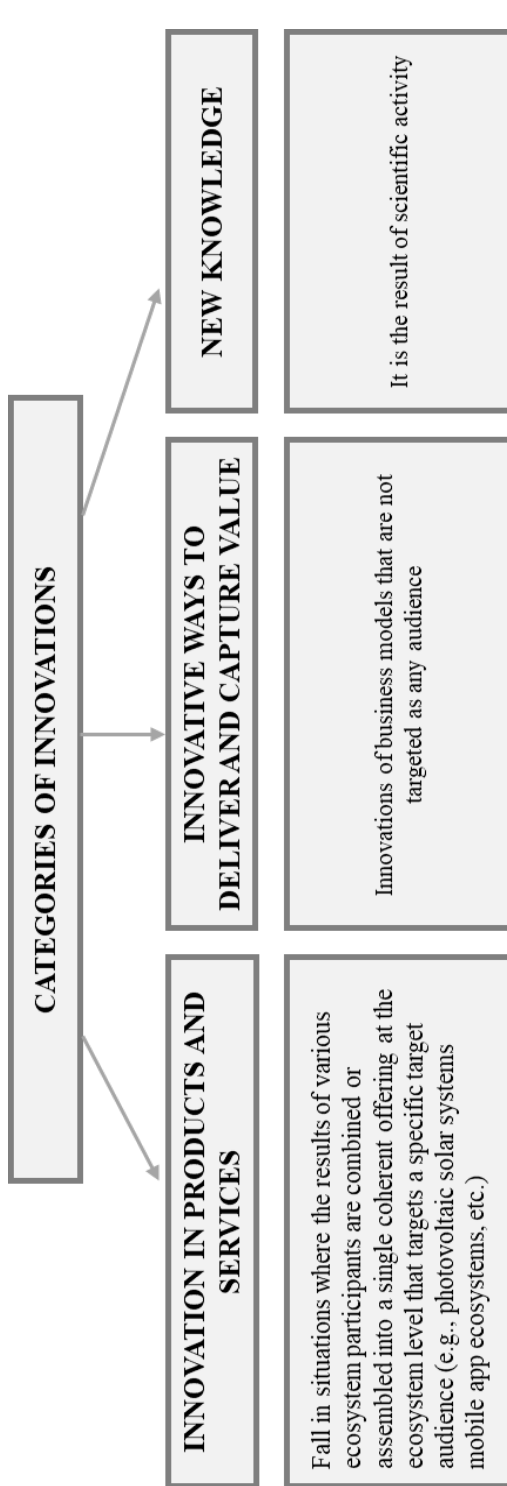 CATEGORIES OF INNOVATIONS
INNOVATION IN PRODUCTS AND
SERVICES
Fall in situations where the results of various
ecosystem participants are combined or
assembled into a single coherent offering at the
ecosystem level that targets a specific target
audience (e.g., photovoltaic solar systems
mobile app ecosystems, etc.)
INNOVATIVE WAYS TO
DELIVER AND CAPTURE VALUE
Innovations of business models that are not
targeted as any audience
NEW KNOWLEDGE
It is the result of scientific activity